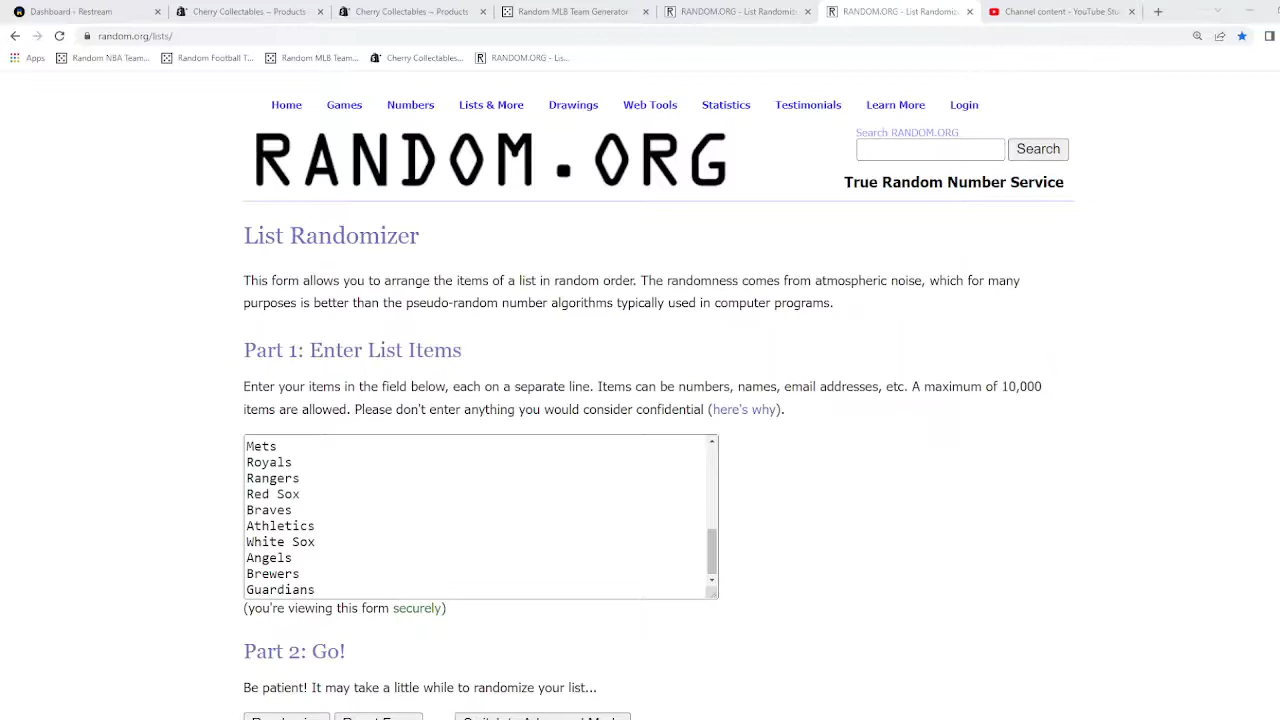 Dashboard - Restream
Cherry Collectables ~ Products
Cherry Collectables ~ Products
Random MLB Team Generator
RANDOM.ORG - List Randomiz
RANDOM.ORG - List Randomiz
Channel content - YouTube Stu
random.org/lists/
Apps
Random NBA Team...
Random Football T...
Random MLB Team...
Cherry Collectables...
RANDOM.ORG - Lis...
Home Games Numbers Lists & More Drawings Web Tools Statistics Testimonials Learn More Login
Search RANDOM.ORG
RANDOM.ORG
Search
True Random Number Service
List Randomizer
This form allows you to arrange the items of a list in random order. The randomness comes from atmospheric noise, which for many
purposes is better than the pseudo-random number algorithms typically used in computer programs.
Part 1: Enter List Items
Enter your items in the field below, each on a separate line. Items can be numbers, names, email addresses, etc. A maximum of 10,000
items are allowed. Please don't enter anything you would consider confidential (here's why).
Mets
Royals
Rangers
Red Sox
Braves
Athletics
White Sox
Angels
Brewers
Guardians
(you're viewing this form securely)
Part 2: Go!
Be patient! It may take a little while to randomize your list...